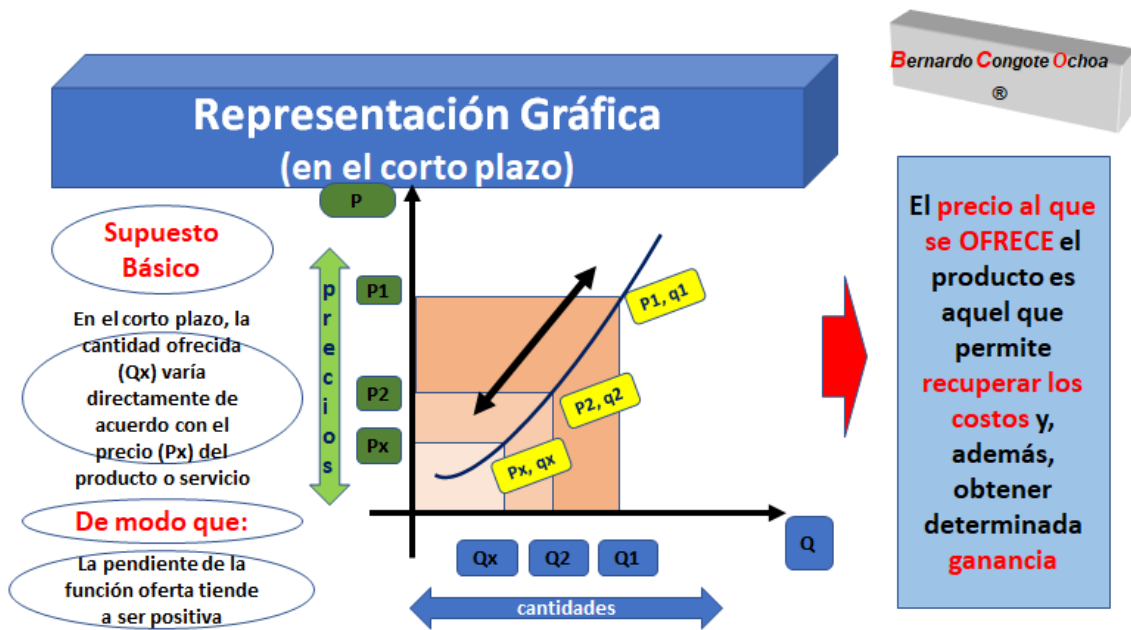 Bernardo Congote Ochoa
®
Representación Gráfica
(en el corto plazo)
Supuesto
Básico
En el corto plazo, la
cantidad ofrecida
(Qx) varía
directamente de
acuerdo con el
precio (Px) del
producto o servicio
De modo que:
La pendiente de la
función oferta tiende
a ser positiva
P
precios
P1
P2
Px
P1, q1
P2, q2
Px, qx
Q
Qx
Q2
Q1
cantidades
El precio al que
se OFRECE el
producto es
aquel que
permite
recuperar los
costos y,
además,
obtener
determinada
ganancia